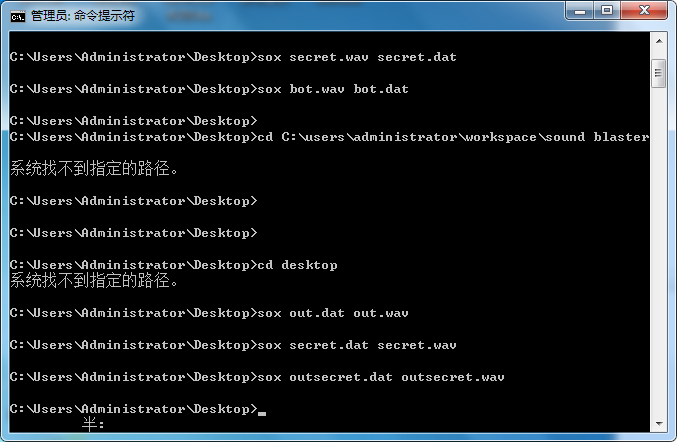 管理员: 命令提示符
C:\Users\Administrator\Desktop>sox secret.wav secret.dat
C:\Users\Administrator\Desktop>sox bot.wav bot.dat
C:\Users\Administrator\Desktop>
C:\Users\Administrator\Desktop>cd C:\users\administrator\workspace\sound blaster
系统找不到指定的路径。
C:\Users\Administrator\Desktop>
C:\Users\Administrator\Desktop>
C:\Users\Administrator\Desktop>cd desktop
系统找不到指定的路径。
C:\Users\Administrator\Desktop>sox out.dat out.wav
C:\Users\Administrator\Desktop>sox secret.dat secret.wav
C:\Users\Administrator\Desktop>sox outsecret.dat outsecret.wav
C:\Users\Administrator\Desktop>
半: